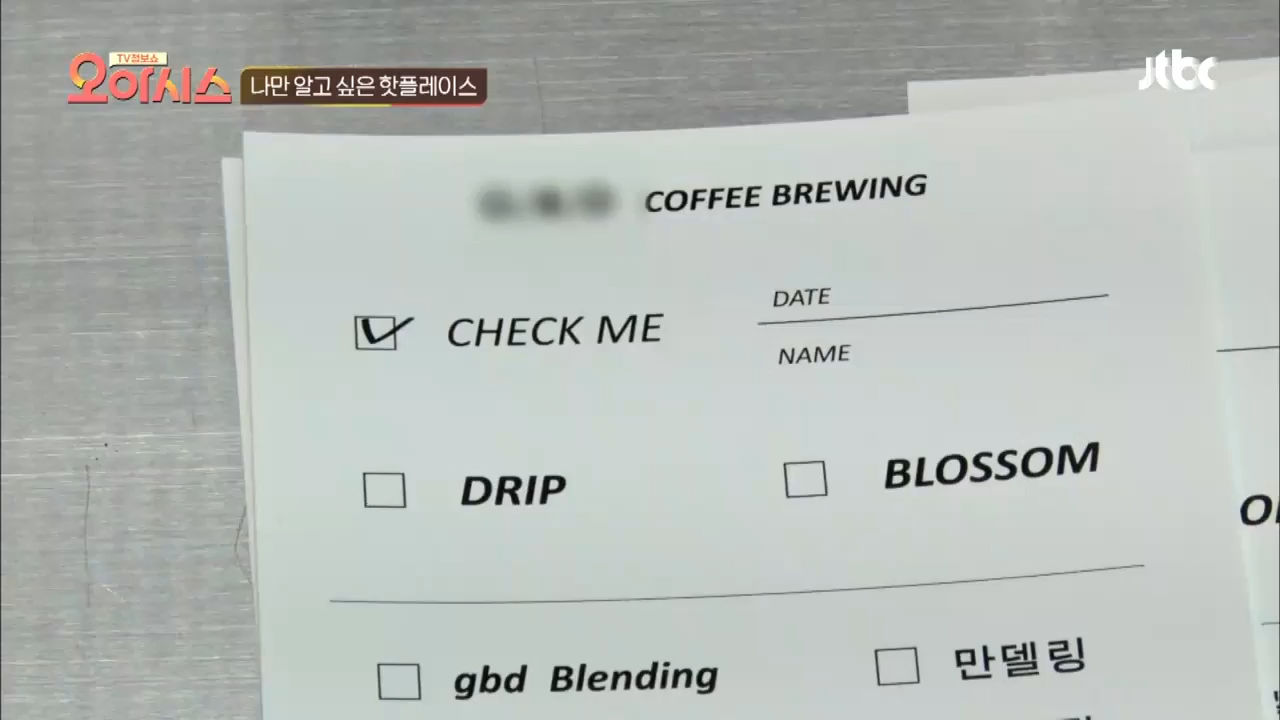 TV정보쇼
오아시스
나만 알고 싶은 핫플레이스
jtbc
COFFEE BREWING
CHECK ME
DATE
NAME
DRIP
BLOSSOM
gbd Blending
만델링